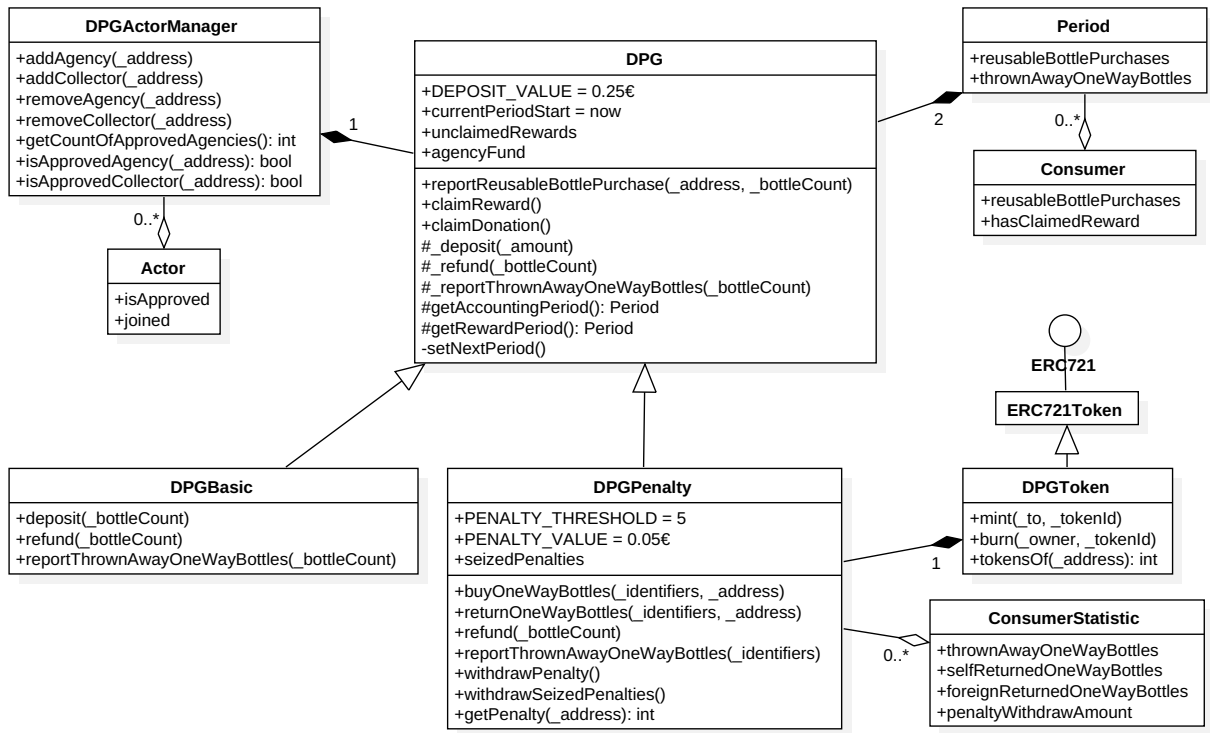 DPGActorManager
+addAgency(_address)
+addCollector(_address)
+removeAgency(_address)
+removeCollector(_address)
+getCountOfApprovedAgencies(): int
+isApprovedAgency(_address): bool
+isApprovedCollector(_address): bool
1
0..*
Actor
+isApproved
+joined
DPG
+DEPOSIT_VALUE = 0.25€
+currentPeriodStart = now
+unclaimedRewards
+agencyFund
+reportReusableBottlePurchase(_address, _bottleCount)
+claimReward()
+claimDonation()
#_deposit(_amount)
#_refund(_bottleCount)
#_reportThrownAwayOneWayBottles(_bottleCount)
#getAccountingPeriod(): Period
#getRewardPeriod(): Period
-setNextPeriod()
Period
+reusableBottlePurchases
+thrownAwayOneWayBottles
2
0..*
Consumer
+reusableBottlePurchases
+hasClaimedReward
ERC721
ERC721Token
DPGBasic
+deposit(_bottleCount)
+refund(_bottleCount)
+reportThrownAwayOneWayBottles(_bottleCount)
DPGPenalty
+PENALTY_THRESHOLD = 5
+PENALTY_VALUE = 0.05€
+seizedPenalties
+buyOneWayBottles(_identifiers, _address)
+returnOneWayBottles(_identifiers, _address)
+refund(_bottleCount)
+reportThrownAwayOneWayBottles(_identifiers)
+withdrawPenalty()
+withdrawSeizedPenalties()
+getPenalty(_address): int
DPGToken
+mint(_to, _tokenId)
+burn(_owner, _tokenId)
+tokensOf(_address): int
1
0..*
ConsumerStatistic
+thrownAwayOneWayBottles
+selfReturnedOneWayBottles
+foreignReturnedOneWayBottles
+penaltyWithdrawAmount